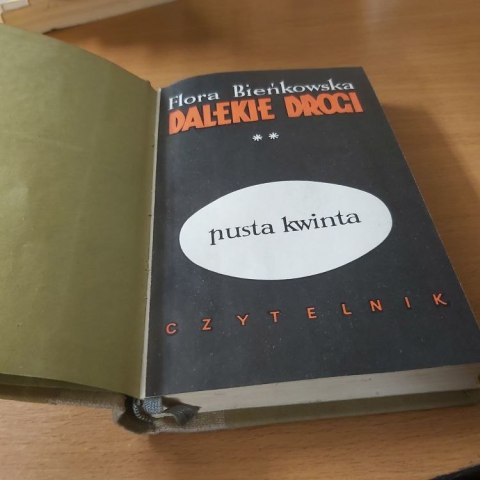 Flora Bieńkowska
DALEKIE DROGI
**
pusta kwinta
CZYTELNIK